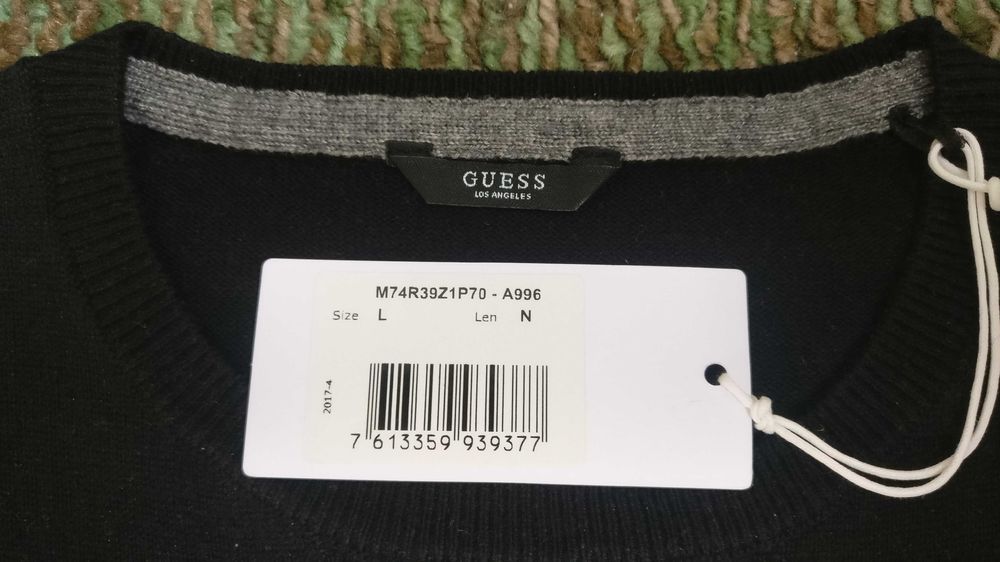 GUESS
LOS ANGELES
M74R39Z1P70 - A996
Size L Len N
2017-4
7 613359 939377